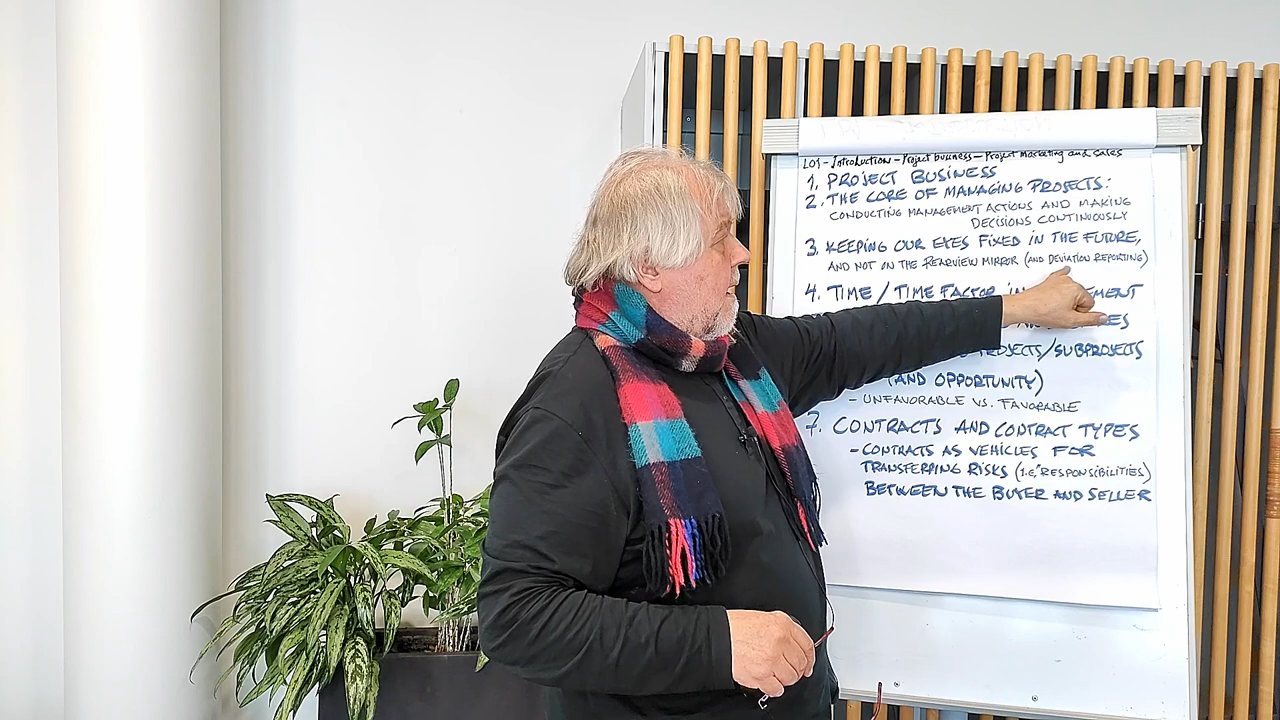 L01 - Introduction - Project business - Project marketing and sales
1. PROJECT BUSINESS
2. THE CORE OF MANAGING PROJECTS:
CONDUCTING MANAGEMENT ACTIONS AND MAKING
DECISIONS CONTINUOUSLY
3. KEEPING OUR EYES FIXED IN THE FUTURE,
AND NOT ON THE REARVIEW MIRROR (AND DEVIATION REPORTING)
4. TIME / TIME FACTOR IN
PROJECTS/SUBPROJECTS
(AND OPPORTUNITY)
- UNFAVORABLE VS. FAVORABLE
7. CONTRACTS AND CONTRACT TYPES
- CONTRACTS AS VEHICLES FOR
TRANSFERRING RISKS (I.E. RESPONSIBILITIES)
BETWEEN THE BUYER AND SELLER